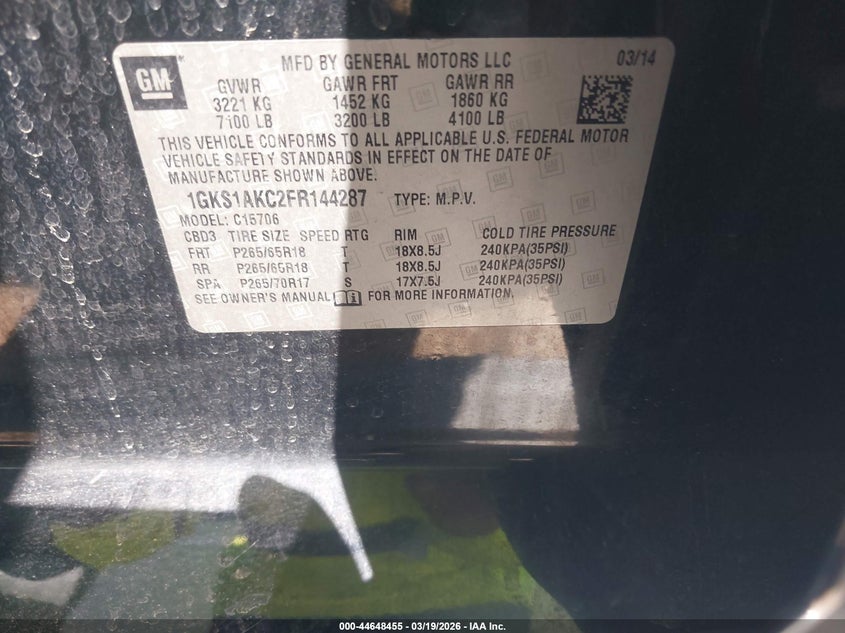 GM
MFD BY GENERAL MOTORS LLC 03/14
GVWR GAWR FRT GAWR RR
3221 KG 1452 KG 1860 KG
7100 LB 3200 LB 4100 LB
THIS VEHICLE CONFORMS TO ALL APPLICABLE U.S. FEDERAL MOTOR
VEHICLE SAFETY STANDARDS IN EFFECT ON THE DATE OF
MANUFACTURE SHOWN ABOVE.
1GKS1AKC2FR144287 TYPE: M.P.V.
MODEL: C15706
CBD3 TIRE SIZE SPEED RTG RIM COLD TIRE PRESSURE
FRT P265/65R18 T 18X8.5J 240KPA(35PSI)
RR P265/65R18 T 18X8.5J 240KPA(35PSI)
SPA P265/70R17 S 17X7.5J 240KPA(35PSI)
SEE OWNER'S MANUAL FOR MORE INFORMATION.
000-44648455 - 03/19/2026 - IAA Inc.